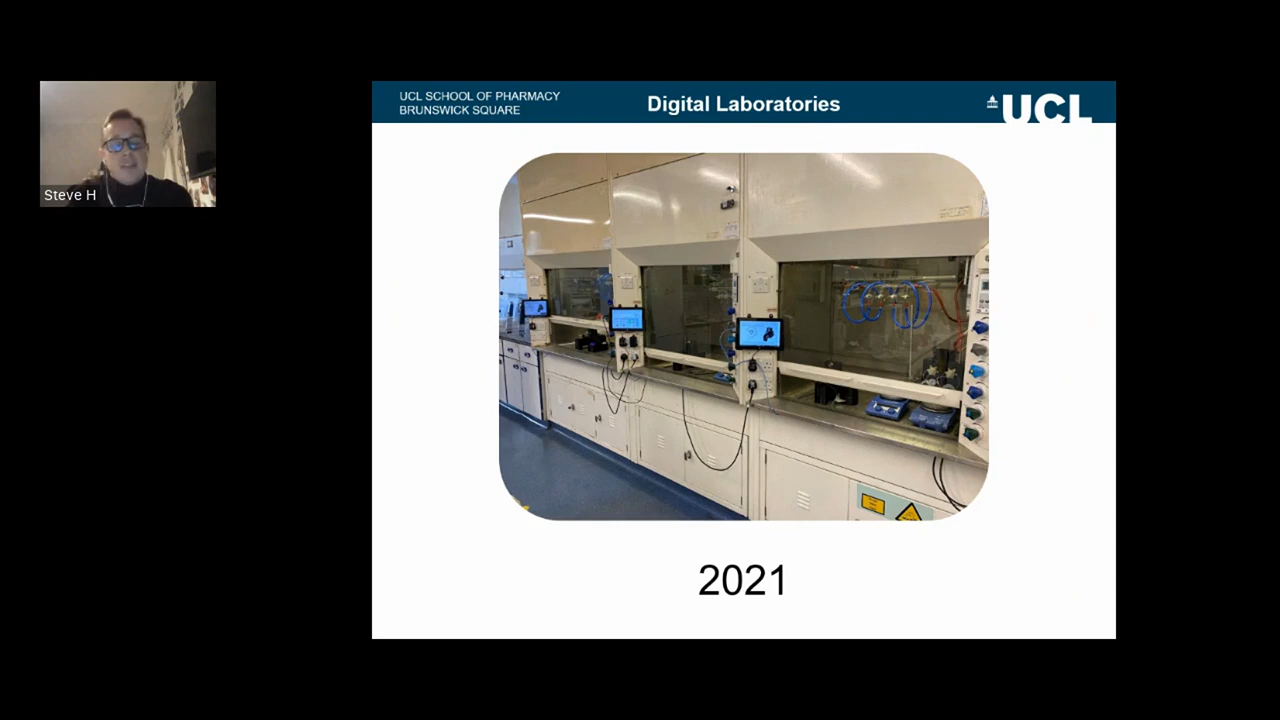 Steve H
UCL SCHOOL OF PHARMACY
BRUNSWICK SQUARE
Digital Laboratories
UCL
2021